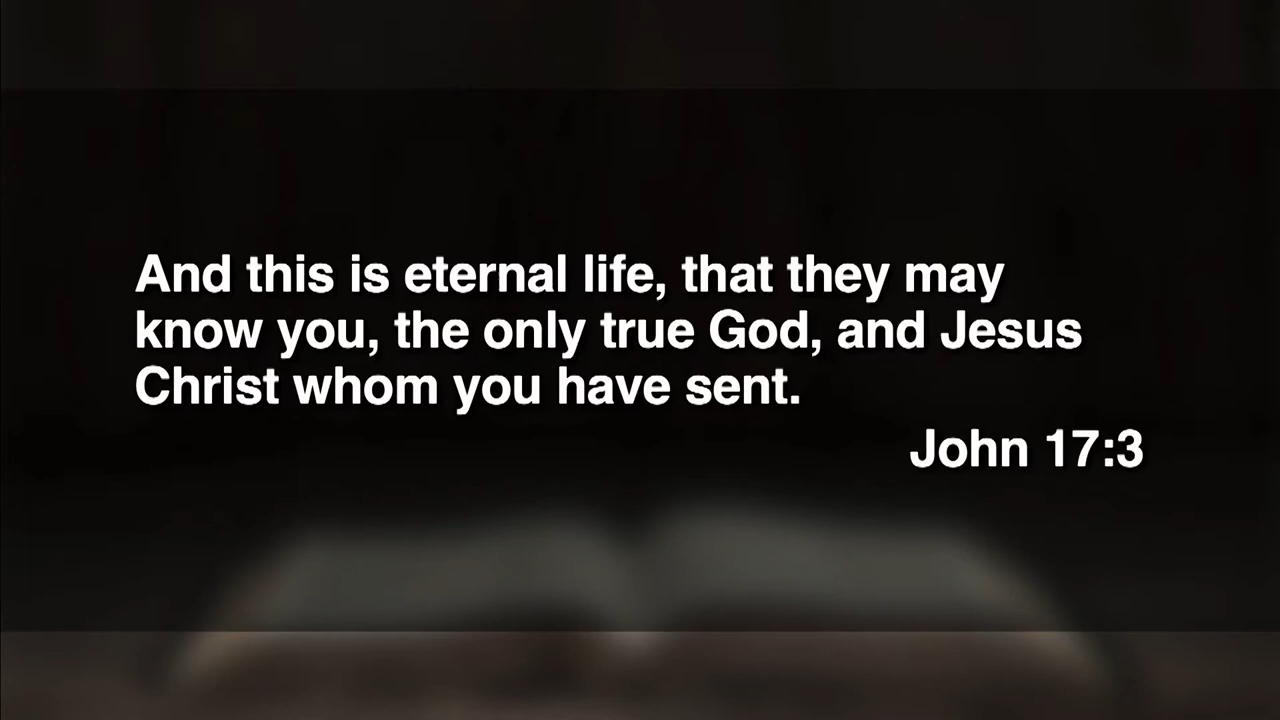 And this is eternal life, that they may
know you, the only true God, and Jesus
Christ whom you have sent.
John 17:3